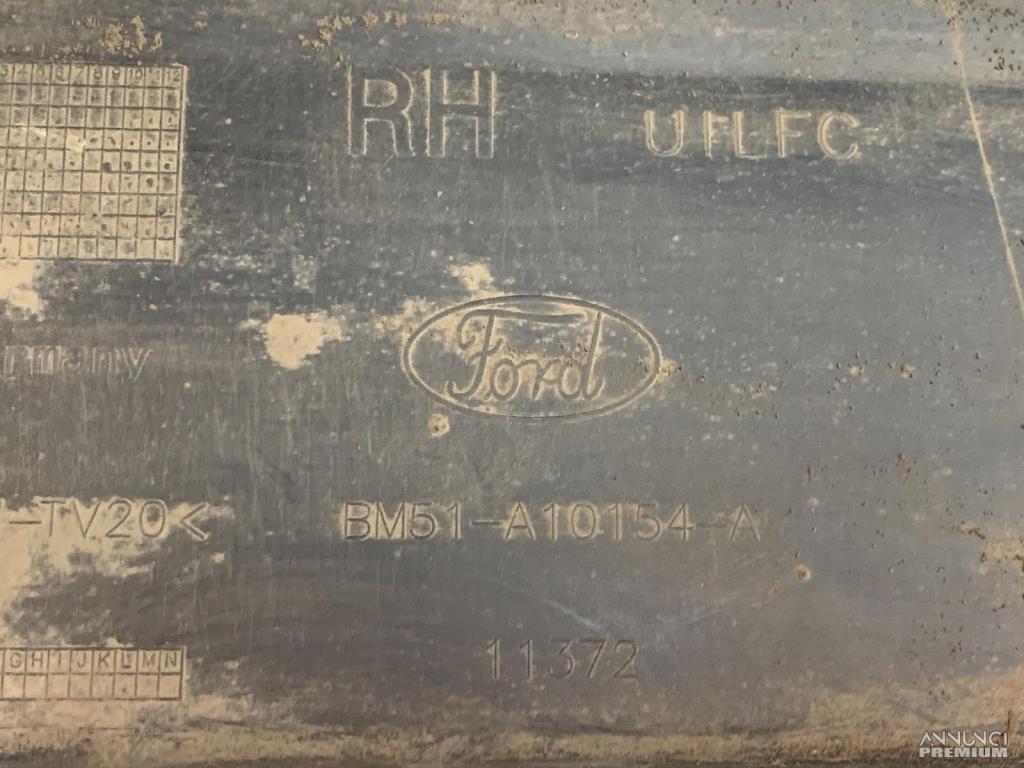 RH
UFLFC
Ford
rmany
-TV20<
BM51-A10154-A
11372
GHIJKLMN
ANNUNCI
PREMIUM